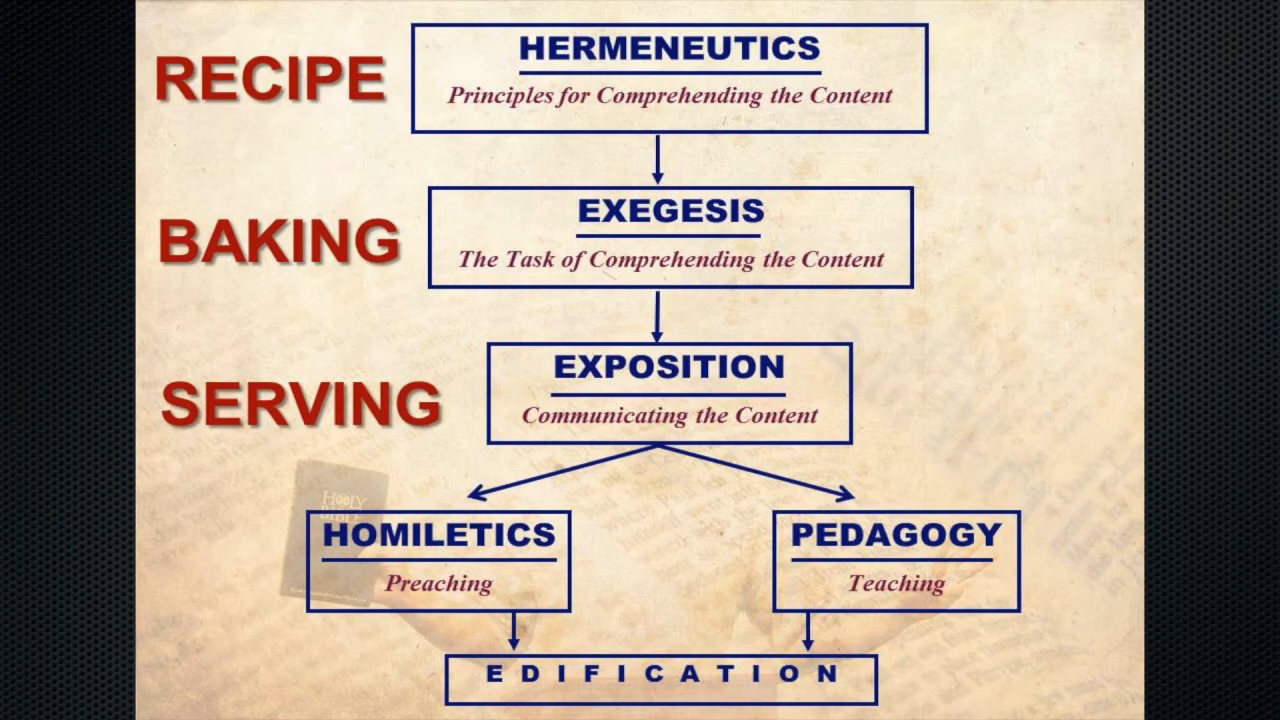 RECIPE
HERMENEUTICS
Principles for Comprehending the Content
BAKING
EXEGESIS
The Task of Comprehending the Content
SERVING
EXPOSITION
Communicating the Content
HOMILETICS
Preaching
PEDAGOGY
Teaching
EDIFICATION